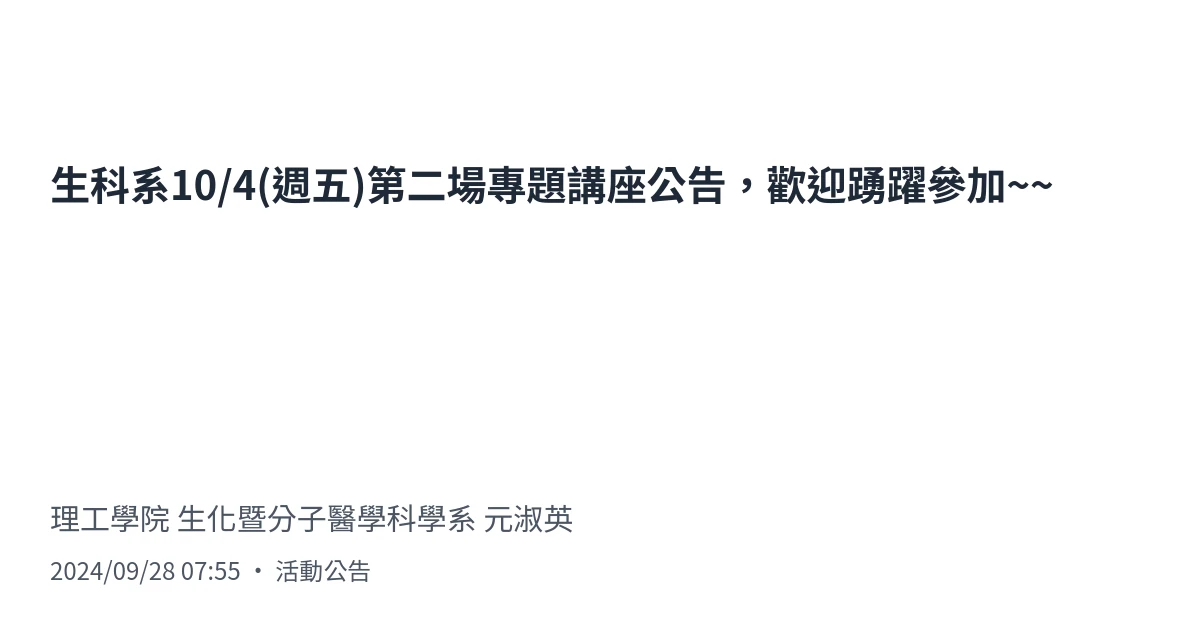 生科系10/4(週五)第二場專題講座公告，歡迎踴躍參加~~
理工學院 生化暨分子醫學科學系 元淑英
2024/09/28 07:55 • 活動公告